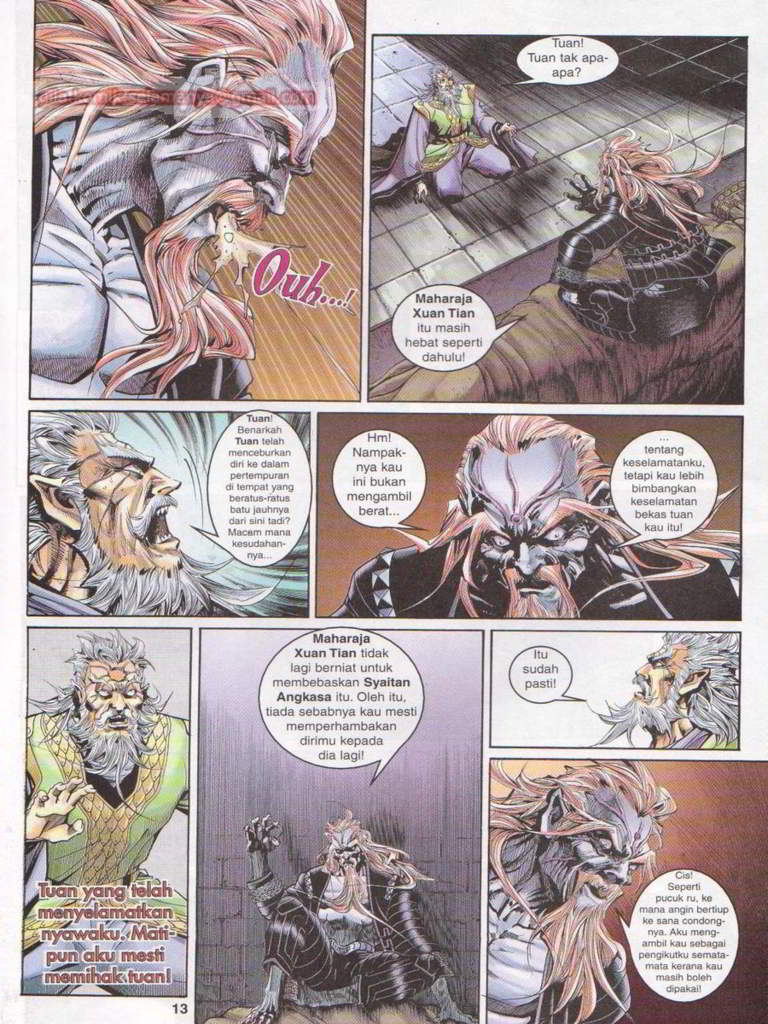 Ouh...!
Tuan!
Tuan tak apa-
apa?
Maharaja
Xuan Tian
itu masih
hebat seperti
dahulu!
Tuan!
Benarkah
Tuan telah
menceburkan
diri ke dalam
pertempuran
di tempat yang
beratus-ratus
batu jauhnya
dari sini tadi?
Macam mana
kesudahan-
nya...
Hm!
Nampak-
nya kau
ini bukan
mengambil
berat...
...
tentang
keselamatanku,
tetapi kau lebih
bimbangkan
keselamatan
bekas tuan
kau itu!
Tuan yang telah
menyelamatkan
nyawaku. Mati-
pun aku mesti
memihak tuan!
Maharaja
Xuan Tian tidak
lagi berniat untuk
membebaskan Syaitan
Angkasa itu. Oleh itu,
tiada sebabnya kau mesti
memperhambakan
dirimu kepada
dia lagi!
Itu
sudah
pasti!
Cis!
Seperti
pucuk ru, ke
mana angin bertiup
ke sana condong-
nya. Aku meng-
ambil kau sebagai
pengikutku semata-
mata kerana kau
masih boleh
dipakai!
13